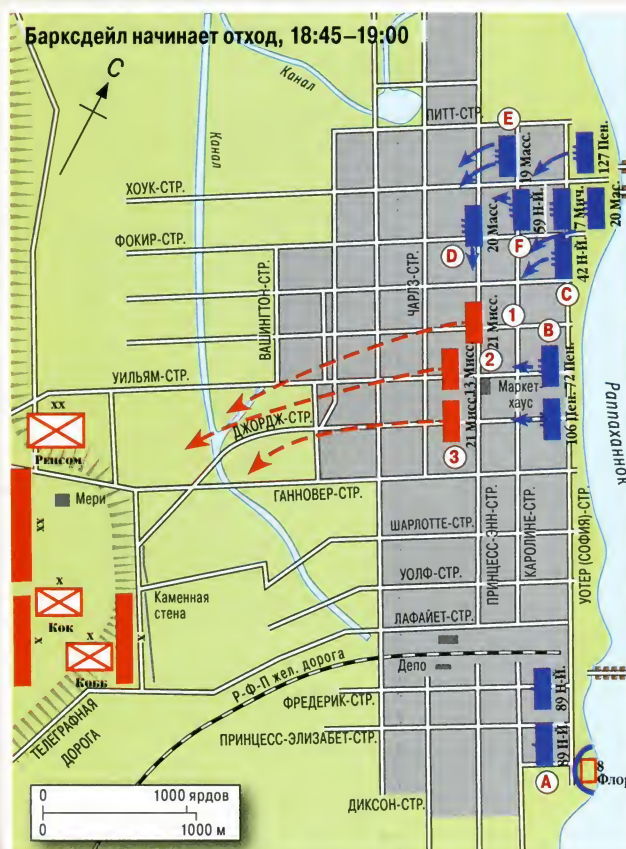 Барксдейл начинает отход, 18:45–19:00
С
Канал
Канал
ПИТТ-СТР.
E
19 Масс.
127 Пен.
ХОУК-СТР.
20 Масс.
59 Н-Й.
7 Мич.
20 Мас
ФОКИР-СТР.
D
F
42 Н-Й.
ВАШИНГТОН-СТР.
ЧАРЛЗ-СТР.
C
21 Мисс.
1
B
2
13 Мисс.
72 Пен.
УИЛЬЯМ-СТР.
Маркет-
хаус
Раппаханнок
xx
Ренсом
ДЖОРДЖ-СТР.
21 Мисс.
3
106 Пен.
ГАННОВЕР-СТР.
Мери
xx
ШАРЛОТТЕ-СТР.
ПРИНЦЕСС-ЭНН-СТР.
КАРОЛИНЕ-СТР.
УОТЕР (СОФИЯ)-СТР.
УОЛФ-СТР.
x
Кок
x
Каменная
стена
ЛАФАЙЕТ-СТР.
x
Кобб
x
Депо
Р-Ф-П жел. дорога
ФРЕДЕРИК-СТР.
89 Н-Й.
ТЕЛЕГРАФНАЯ
ДОРОГА
ПРИНЦЕСС-ЭЛИЗАБЕТ-СТР.
89 Н-Й.
A
8
Флор
ДИКСОН-СТР.
0 1000 ярдов
0 1000 м